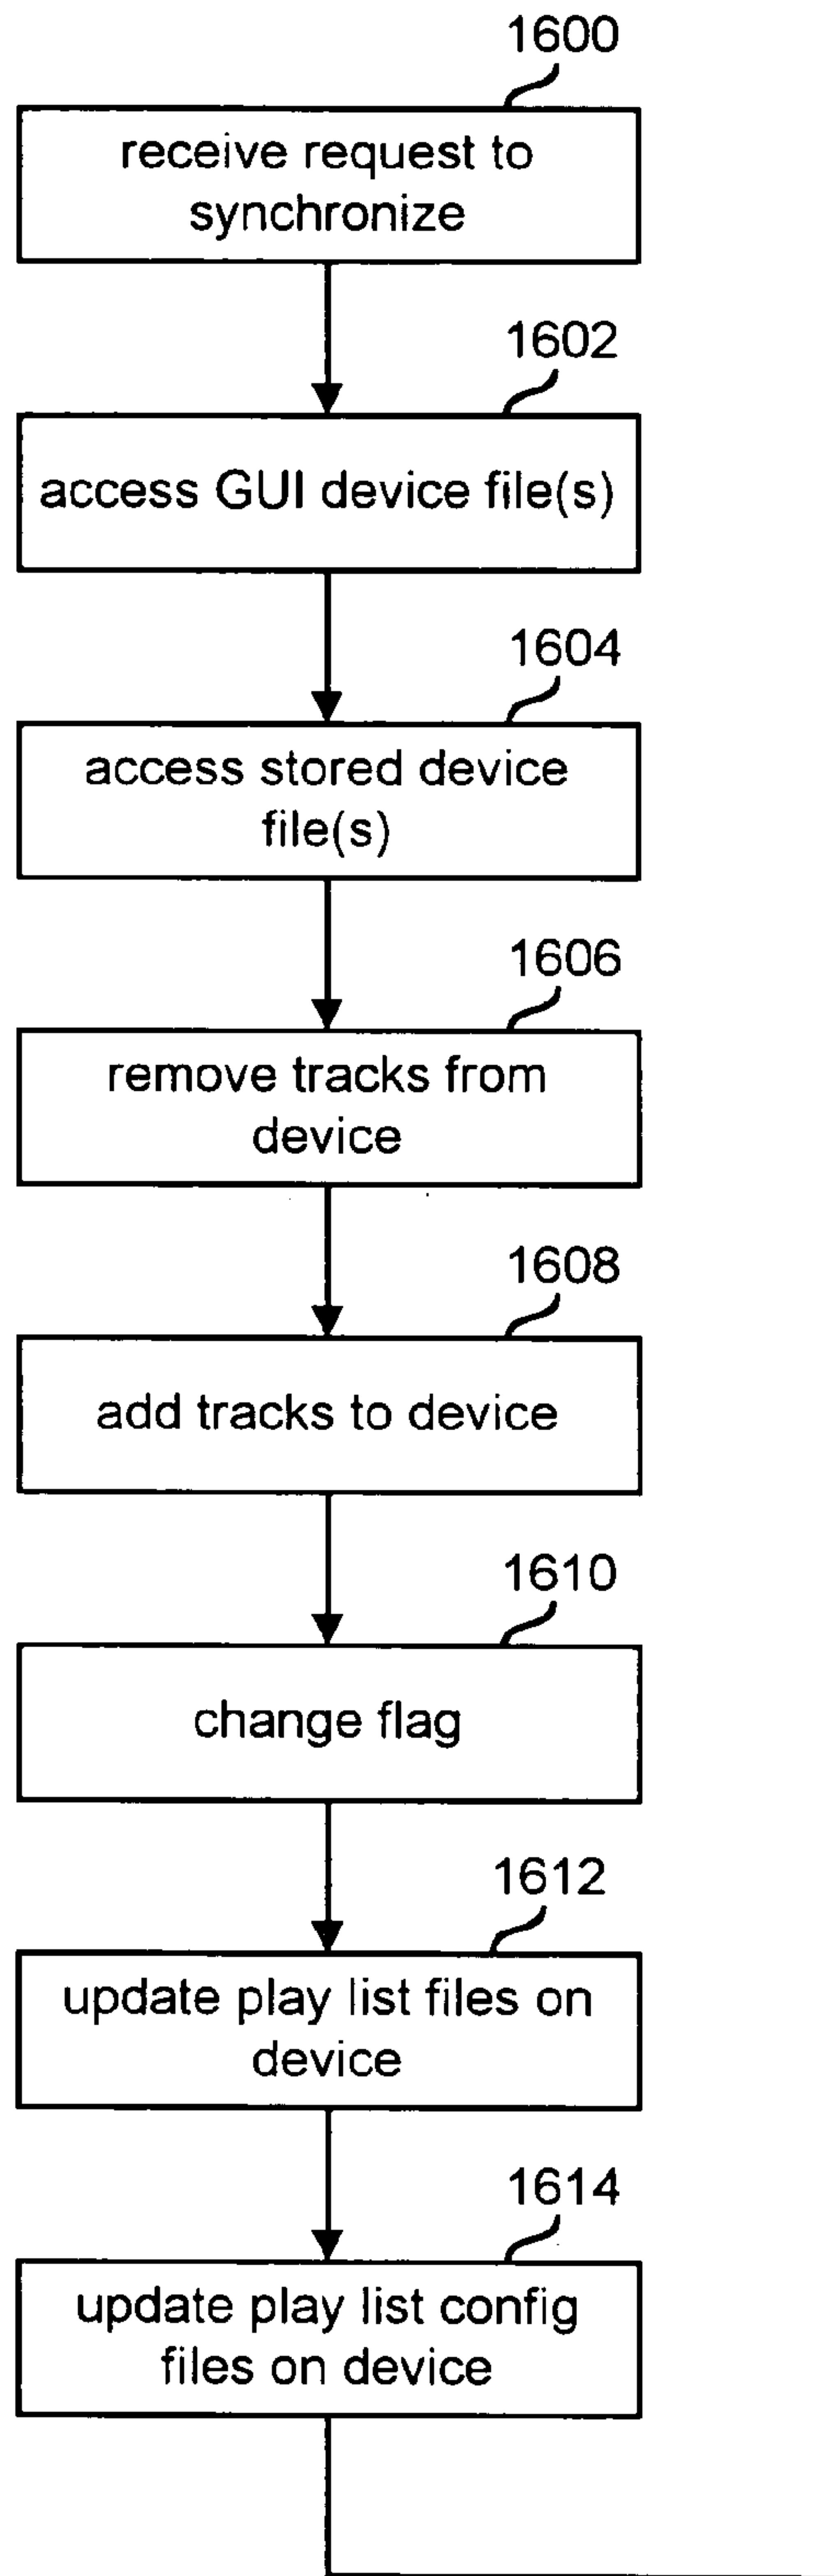 1600
receive request to
synchronize
1602
access GUI device file(s)
1604
access stored device
file(s)
1606
remove tracks from
device
1608
add tracks to device
1610
change flag
1612
update play list files on
device
1614
update play list config
files on device